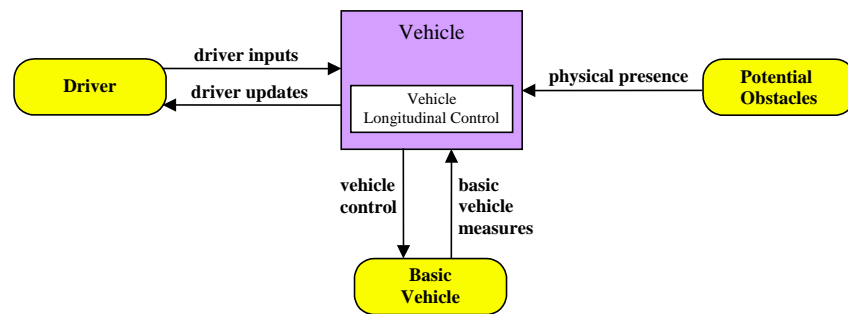 Vehicle
driver inputs
Driver
driver updates
Vehicle
Longitudinal Control
physical presence
Potential
Obstacles
vehicle
control
basic
vehicle
measures
Basic
Vehicle